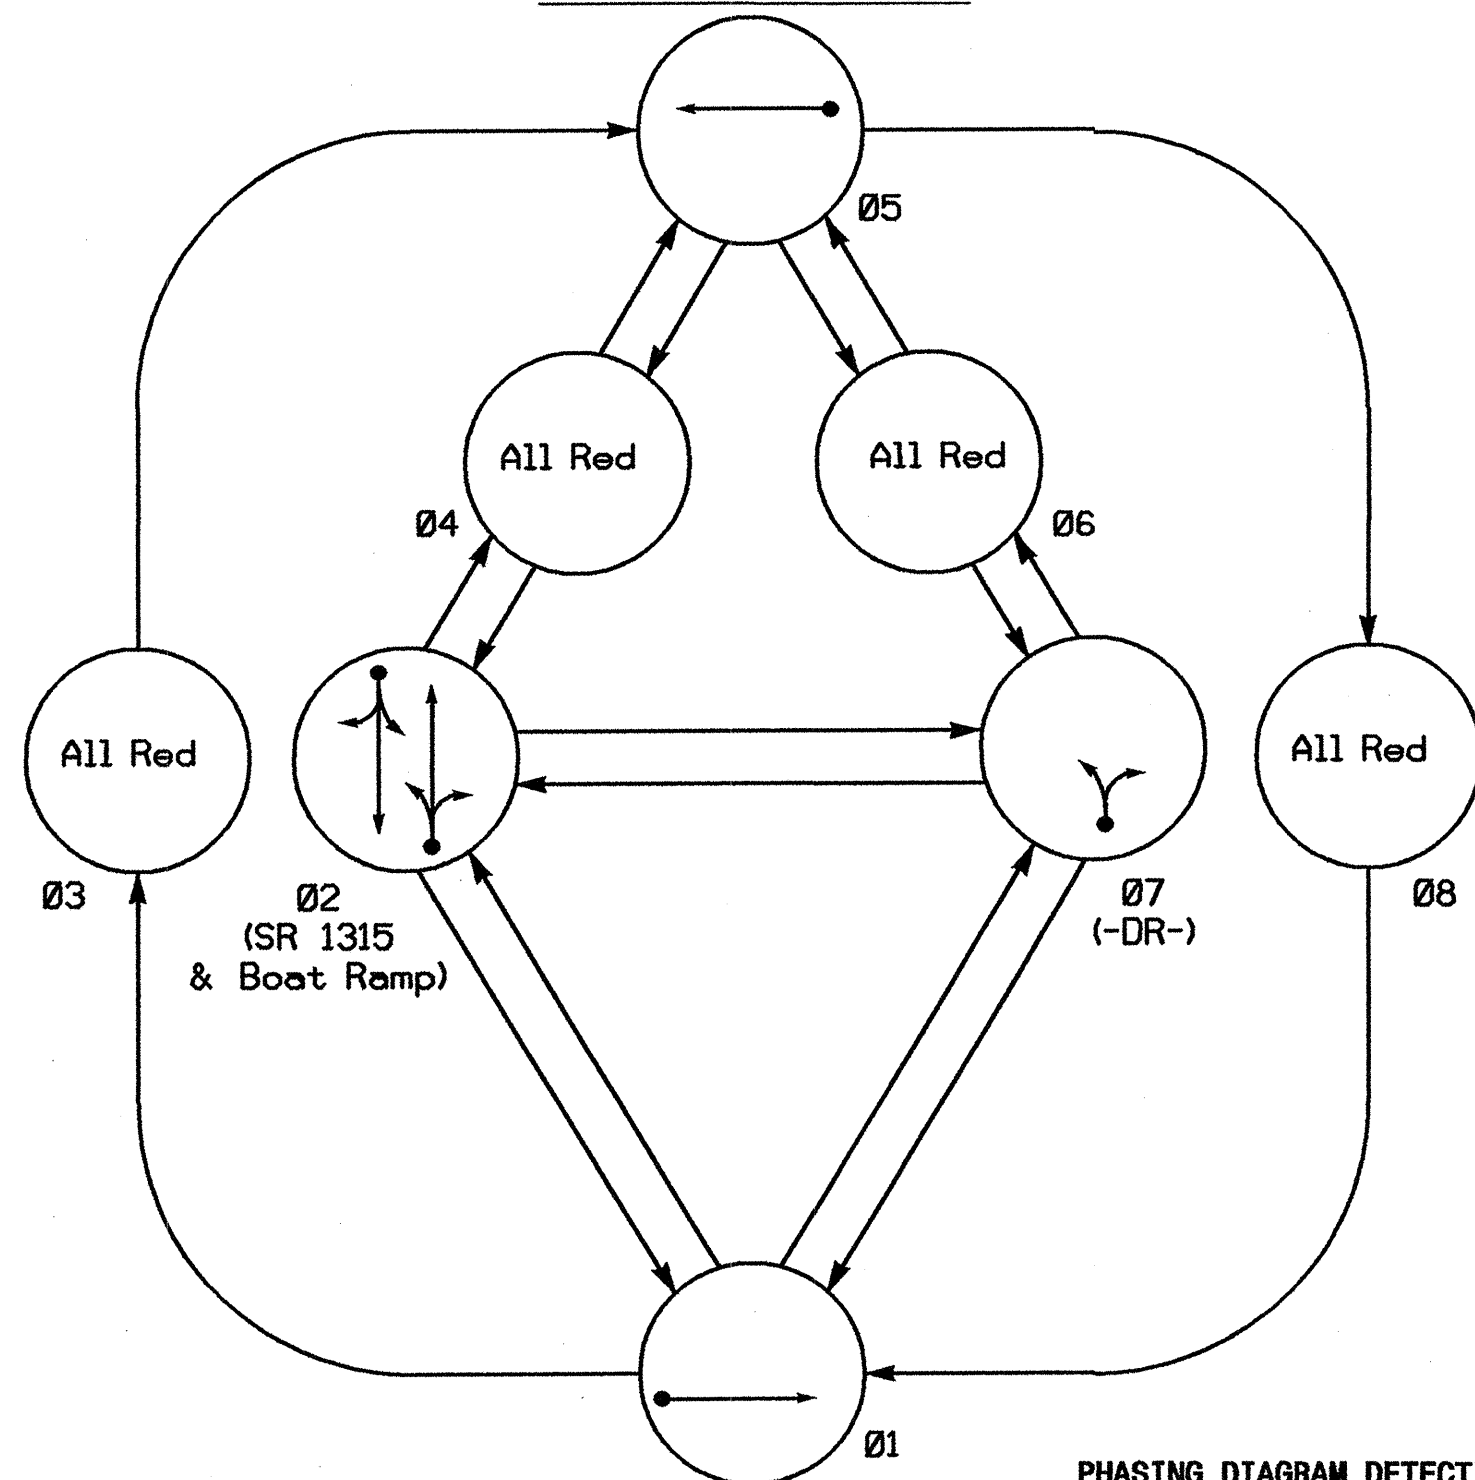 Ø5
All Red
All Red
Ø4
Ø6
All Red
All Red
Ø3
Ø2
(SR 1315
& Boat Ramp)
Ø7
(-DR-)
Ø8
Ø1
PHASING DIAGRAM DETECT